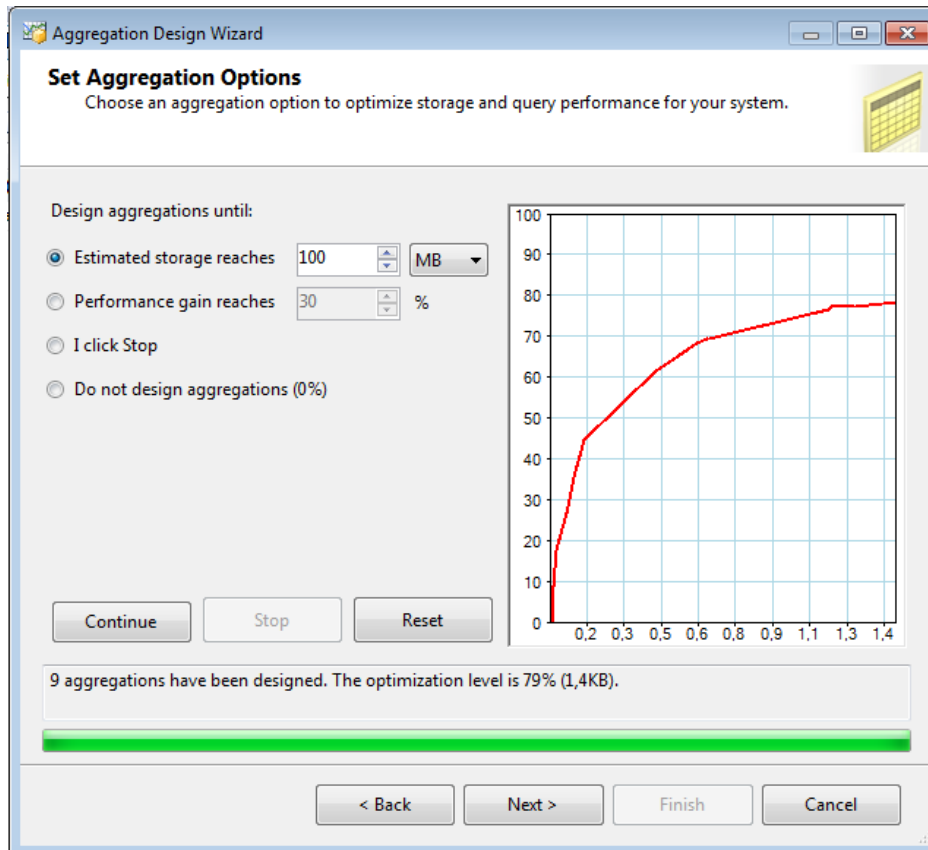 Aggregation Design Wizard
Set Aggregation Options
Choose an aggregation option to optimize storage and query performance for your system.
Design aggregations until:
Estimated storage reaches 100 MB
Performance gain reaches 30 %
I click Stop
Do not design aggregations (0%)
Continue Stop Reset
100
90
80
70
60
50
40
30
20
10
0
0,2 0,3 0,5 0,6 0,8 0,9 1,1 1,3 1,4
9 aggregations have been designed. The optimization level is 79% (1,4KB).
< Back Next > Finish Cancel